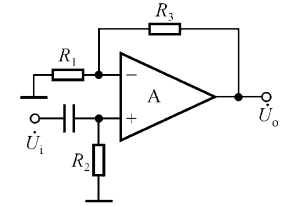 R₃
R₁
−
A
+
U̇ₒ
U̇ᵢ
R₂